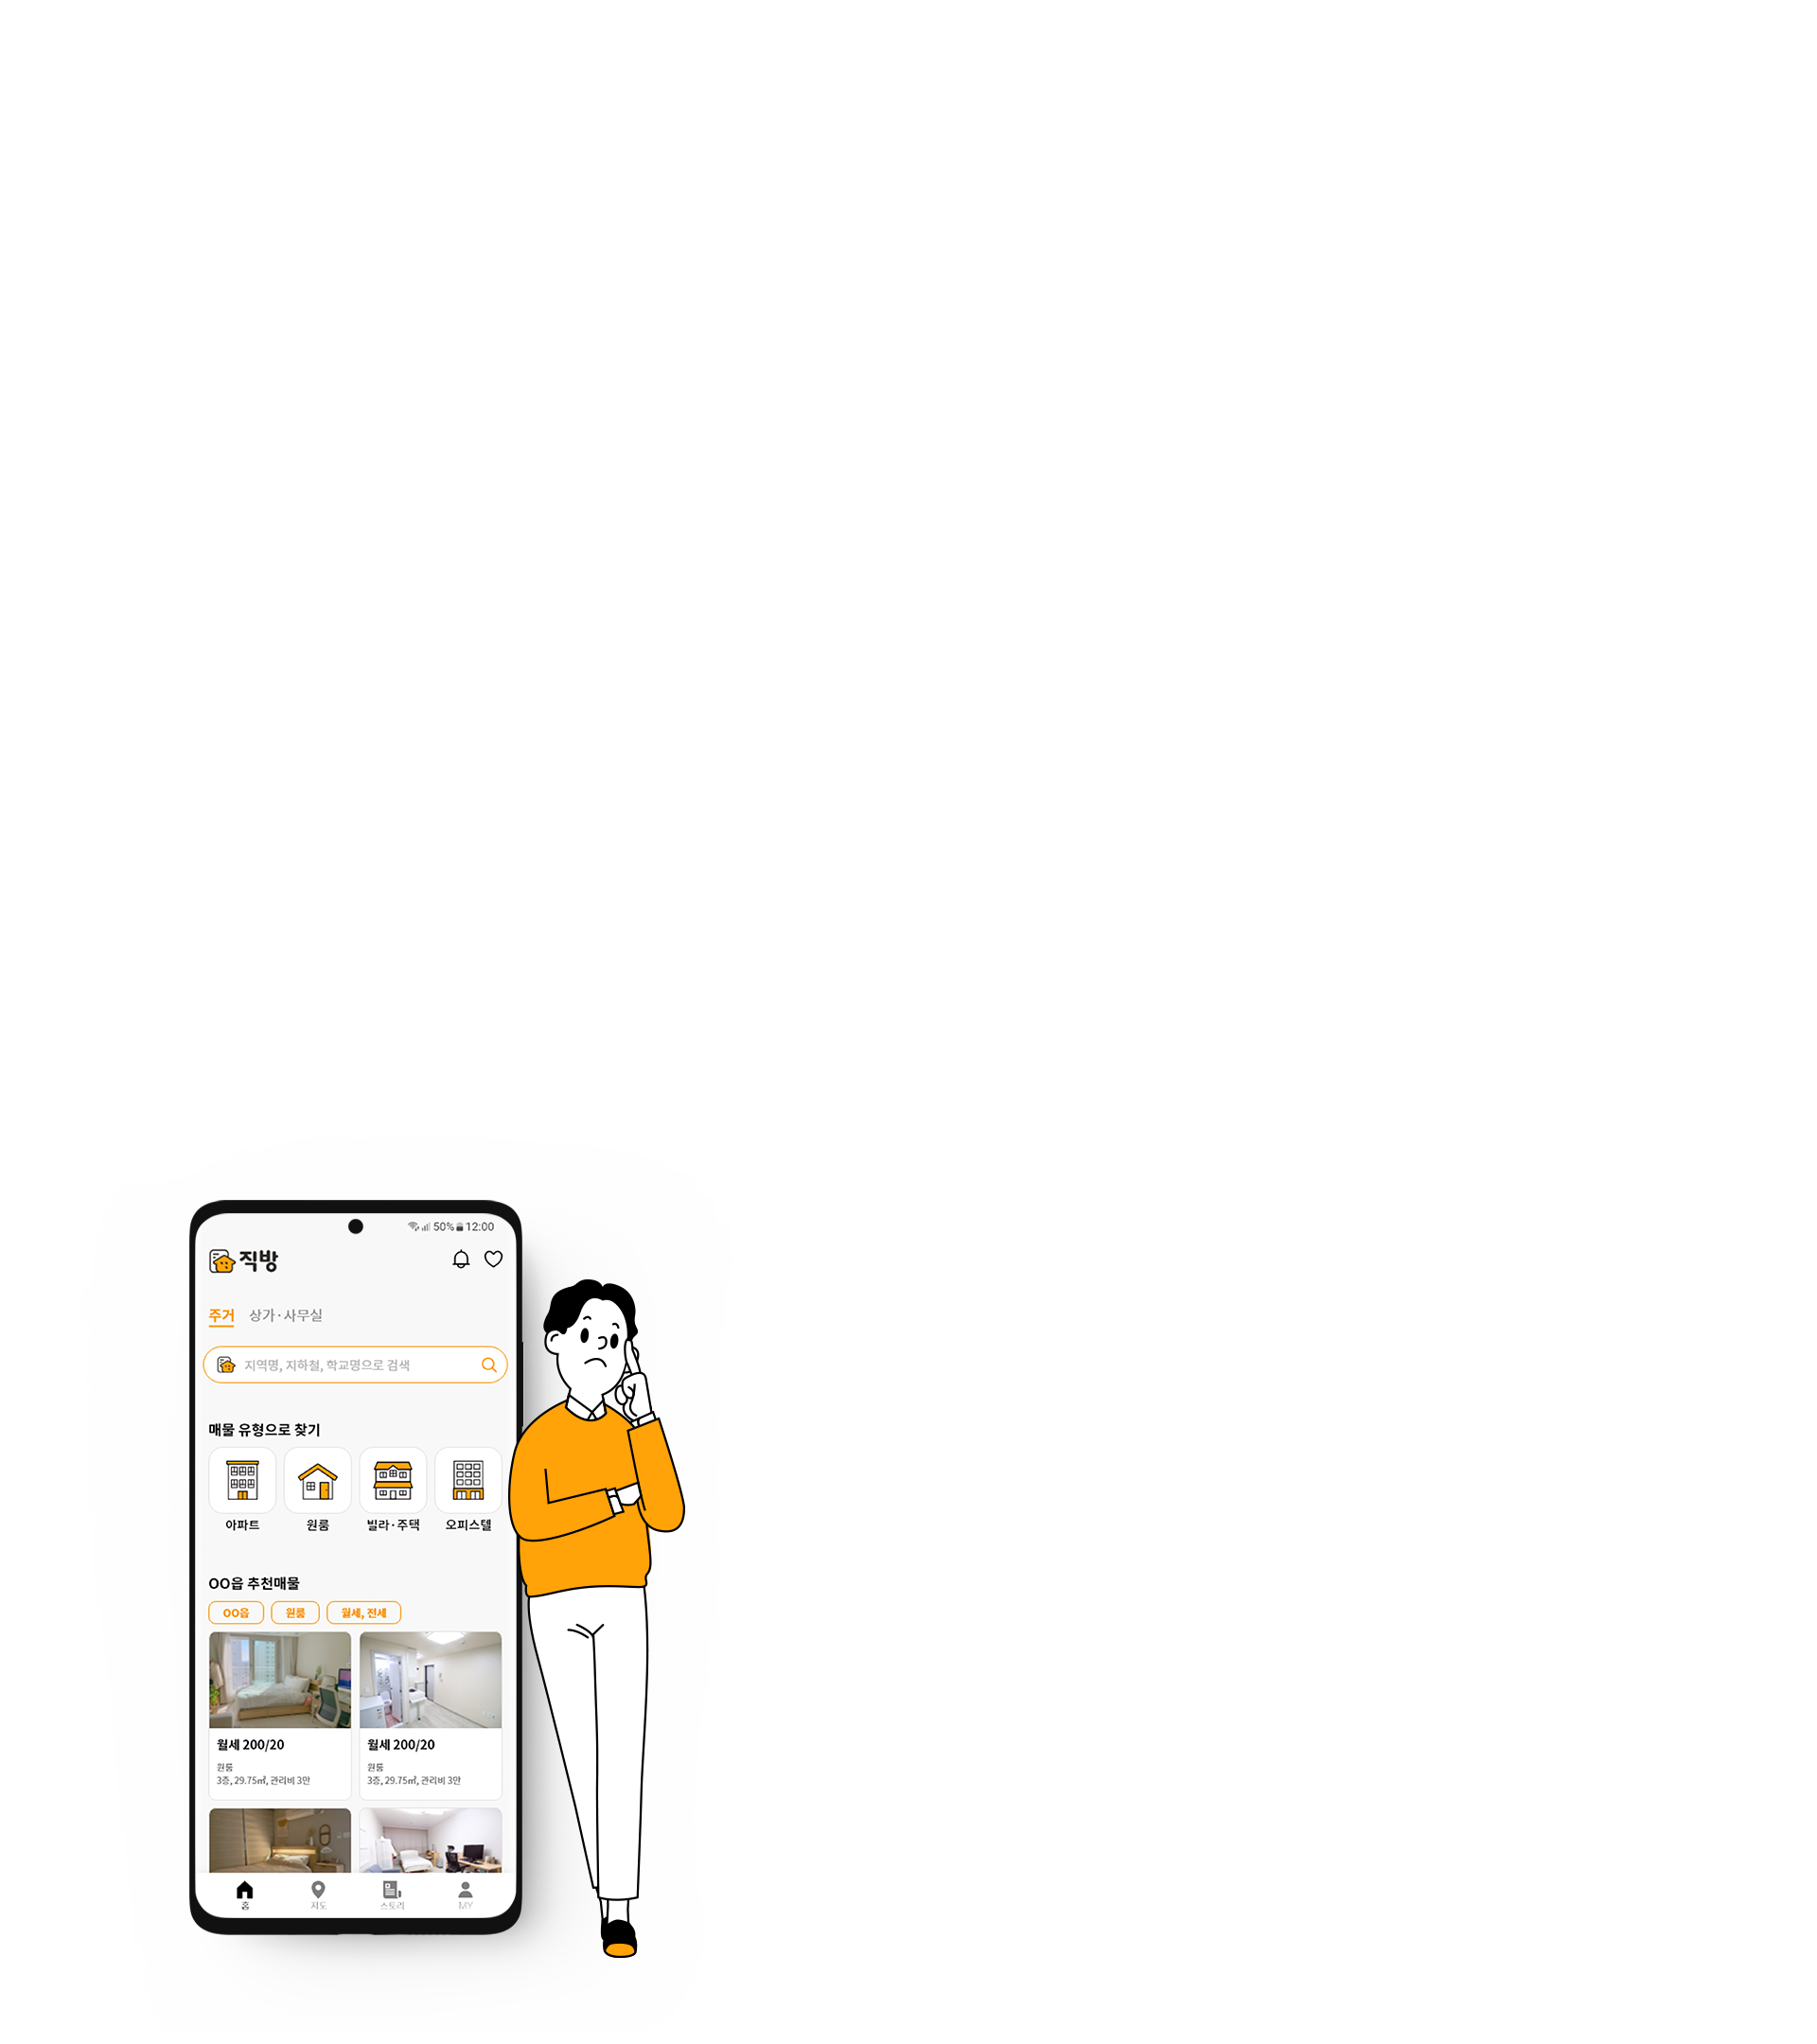 50% 12:00
직방
주거 상가·사무실
지역명, 지하철, 학교명으로 검색
매물 유형으로 찾기
아파트 원룸 빌라·주택 오피스텔
OO읍 추천매물
OO읍 원룸 월세, 전세
월세 200/20 월세 200/20
원룸 원룸
3층, 29.75㎡, 관리비 3만 3층, 29.75㎡, 관리비 3만
홈 지도 스토리 MY